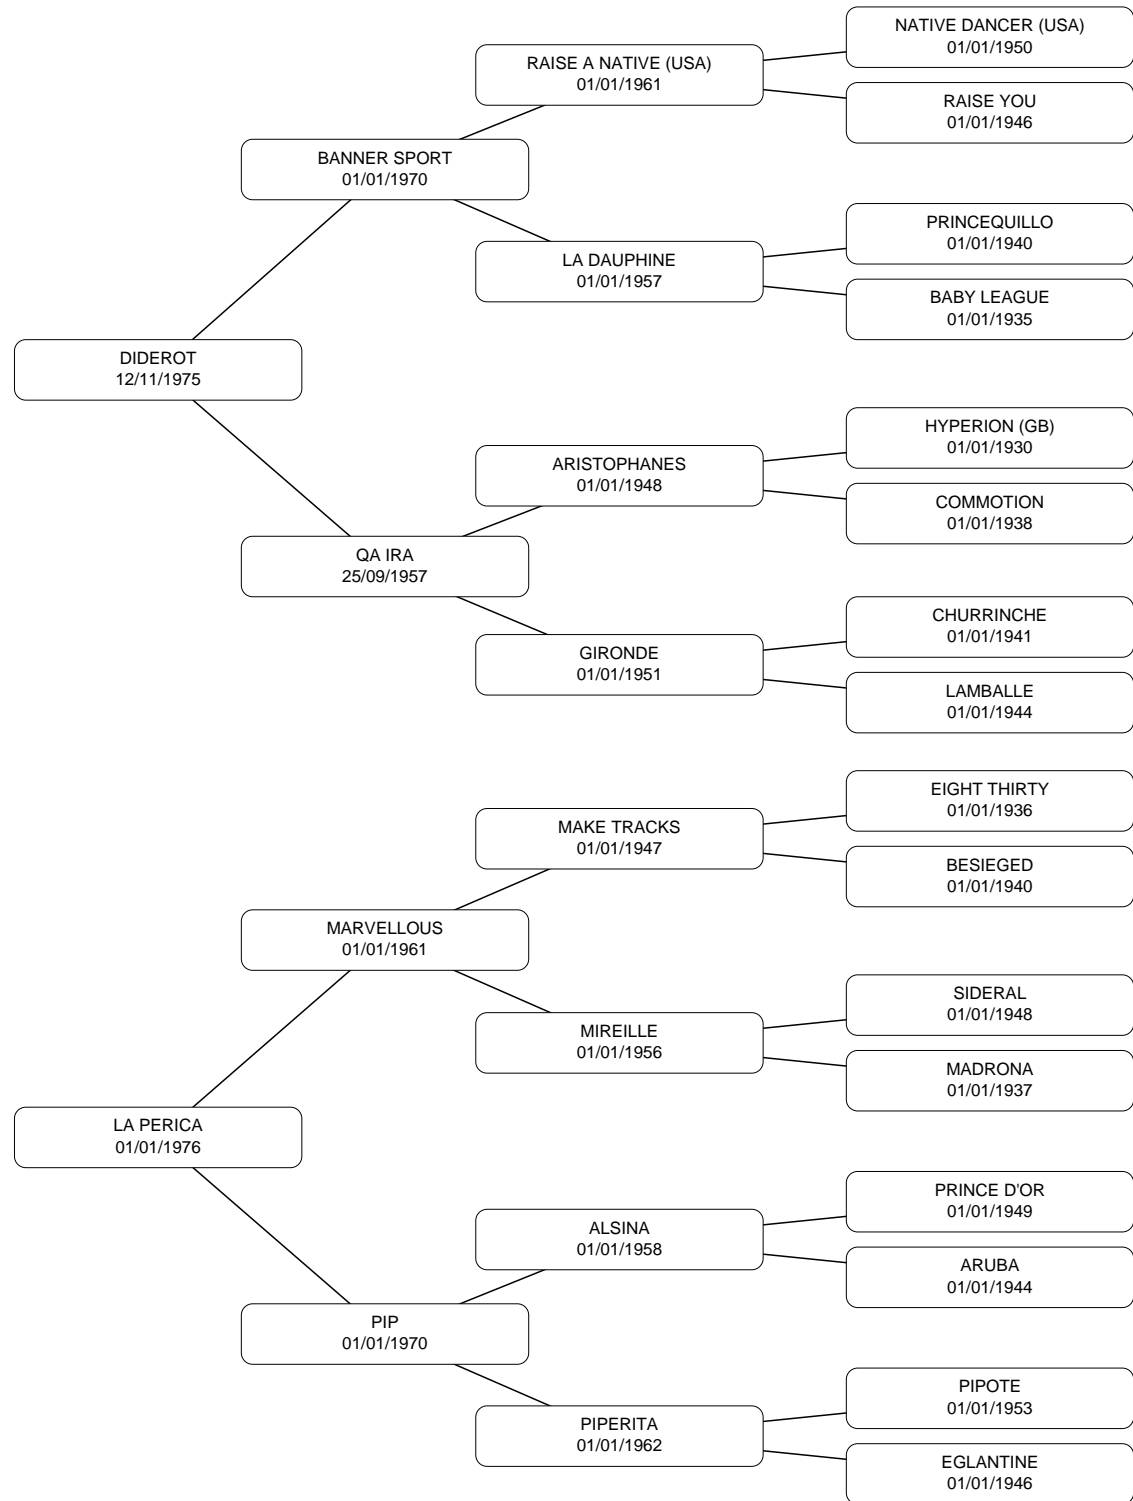 NATIVE DANCER (USA)
01/01/1950
RAISE A NATIVE (USA)
01/01/1961
RAISE YOU
01/01/1946
BANNER SPORT
01/01/1970
PRINCEQUILLO
01/01/1940
LA DAUPHINE
01/01/1957
BABY LEAGUE
01/01/1935
DIDEROT
12/11/1975
HYPERION (GB)
01/01/1930
ARISTOPHANES
01/01/1948
COMMOTION
01/01/1938
QA IRA
25/09/1957
CHURRINCHE
01/01/1941
GIRONDE
01/01/1951
LAMBALLE
01/01/1944
EIGHT THIRTY
01/01/1936
MAKE TRACKS
01/01/1947
BESIEGED
01/01/1940
MARVELLOUS
01/01/1961
SIDERAL
01/01/1948
MIREILLE
01/01/1956
MADRONA
01/01/1937
LA PERICA
01/01/1976
PRINCE D'OR
01/01/1949
ALSINA
01/01/1958
ARUBA
01/01/1944
PIP
01/01/1970
PIPOTE
01/01/1953
PIPERITA
01/01/1962
EGLANTINE
01/01/1946